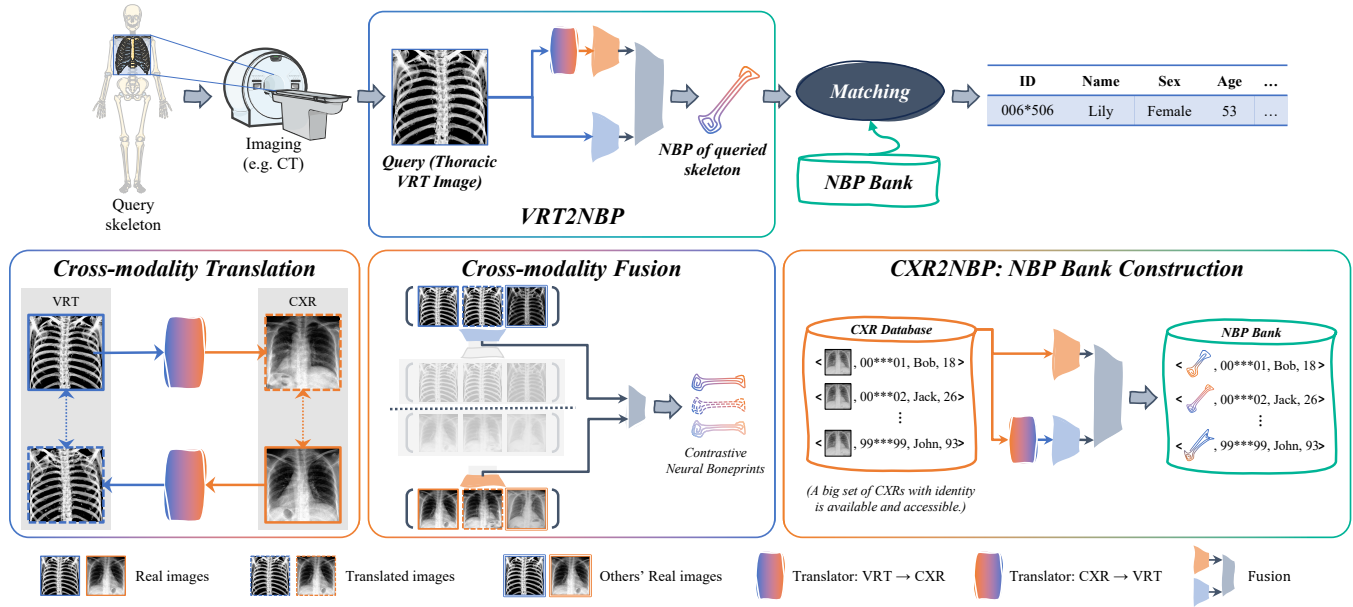 Query
skeleton
Imaging
(e.g. CT)
Query (Thoracic
VRT Image)
NBP of queried
skeleton
VRT2NBP
Matching
NBP Bank
ID Name Sex Age ...
006*506 Lily Female 53 ...
Cross-modality Translation
VRT
CXR
Cross-modality Fusion
Contrastive
Neural Boneprints
CXR2NBP: NBP Bank Construction
CXR Database
< , 00***01, Bob, 18>
< , 00***02, Jack, 26>
⋮
< , 99***99, John, 93>
(A big set of CXRs with identity
is available and accessible.)
NBP Bank
< , 00***01, Bob, 18>
< , 00***02, Jack, 26>
⋮
< , 99***99, John, 93>
Real images
Translated images
Others' Real images
Translator: VRT → CXR
Translator: CXR → VRT
Fusion